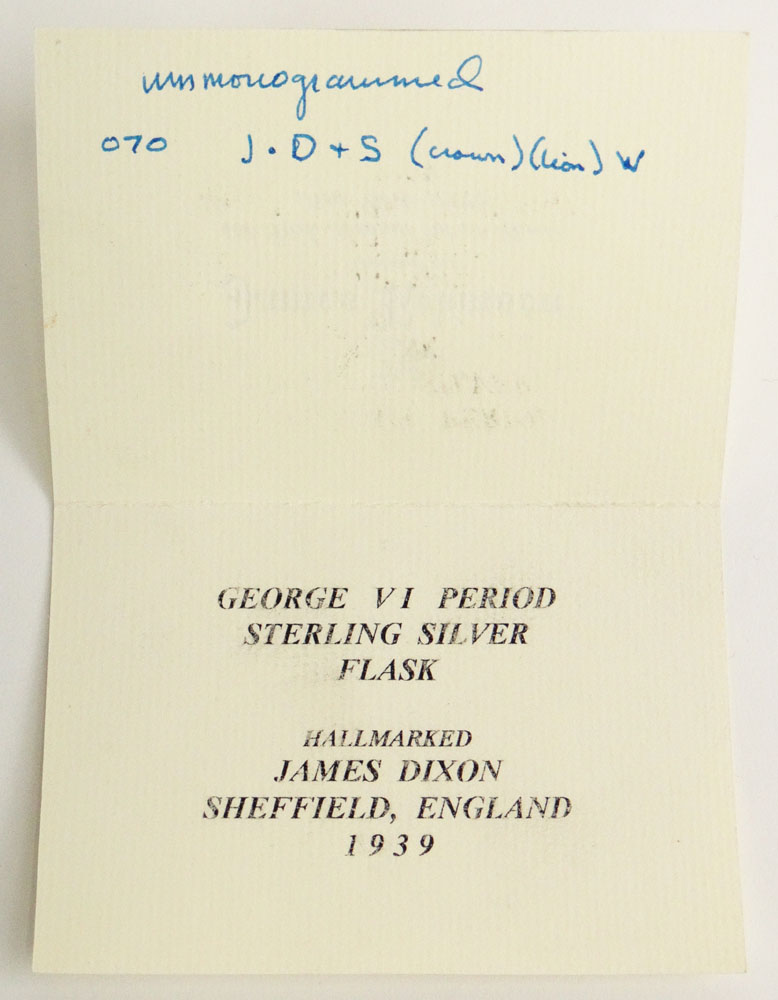 unmonogrammed
070 J·D+S (crown)(lion) W
GEORGE VI PERIOD
STERLING SILVER
FLASK
HALLMARKED
JAMES DIXON
SHEFFIELD, ENGLAND
1939